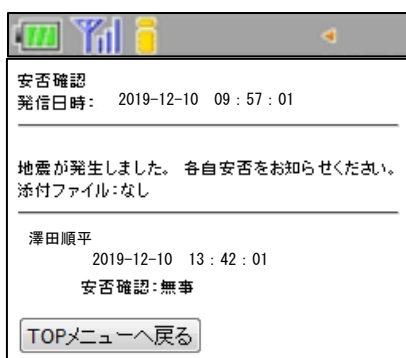 安否確認
発信日時： 2019-12-10 09：57：01
地震が発生しました。 各自安否をお知らせください。
添付ファイル：なし
澤田順平
2019-12-10 13：42：01
安否確認：無事
TOPメニューへ戻る